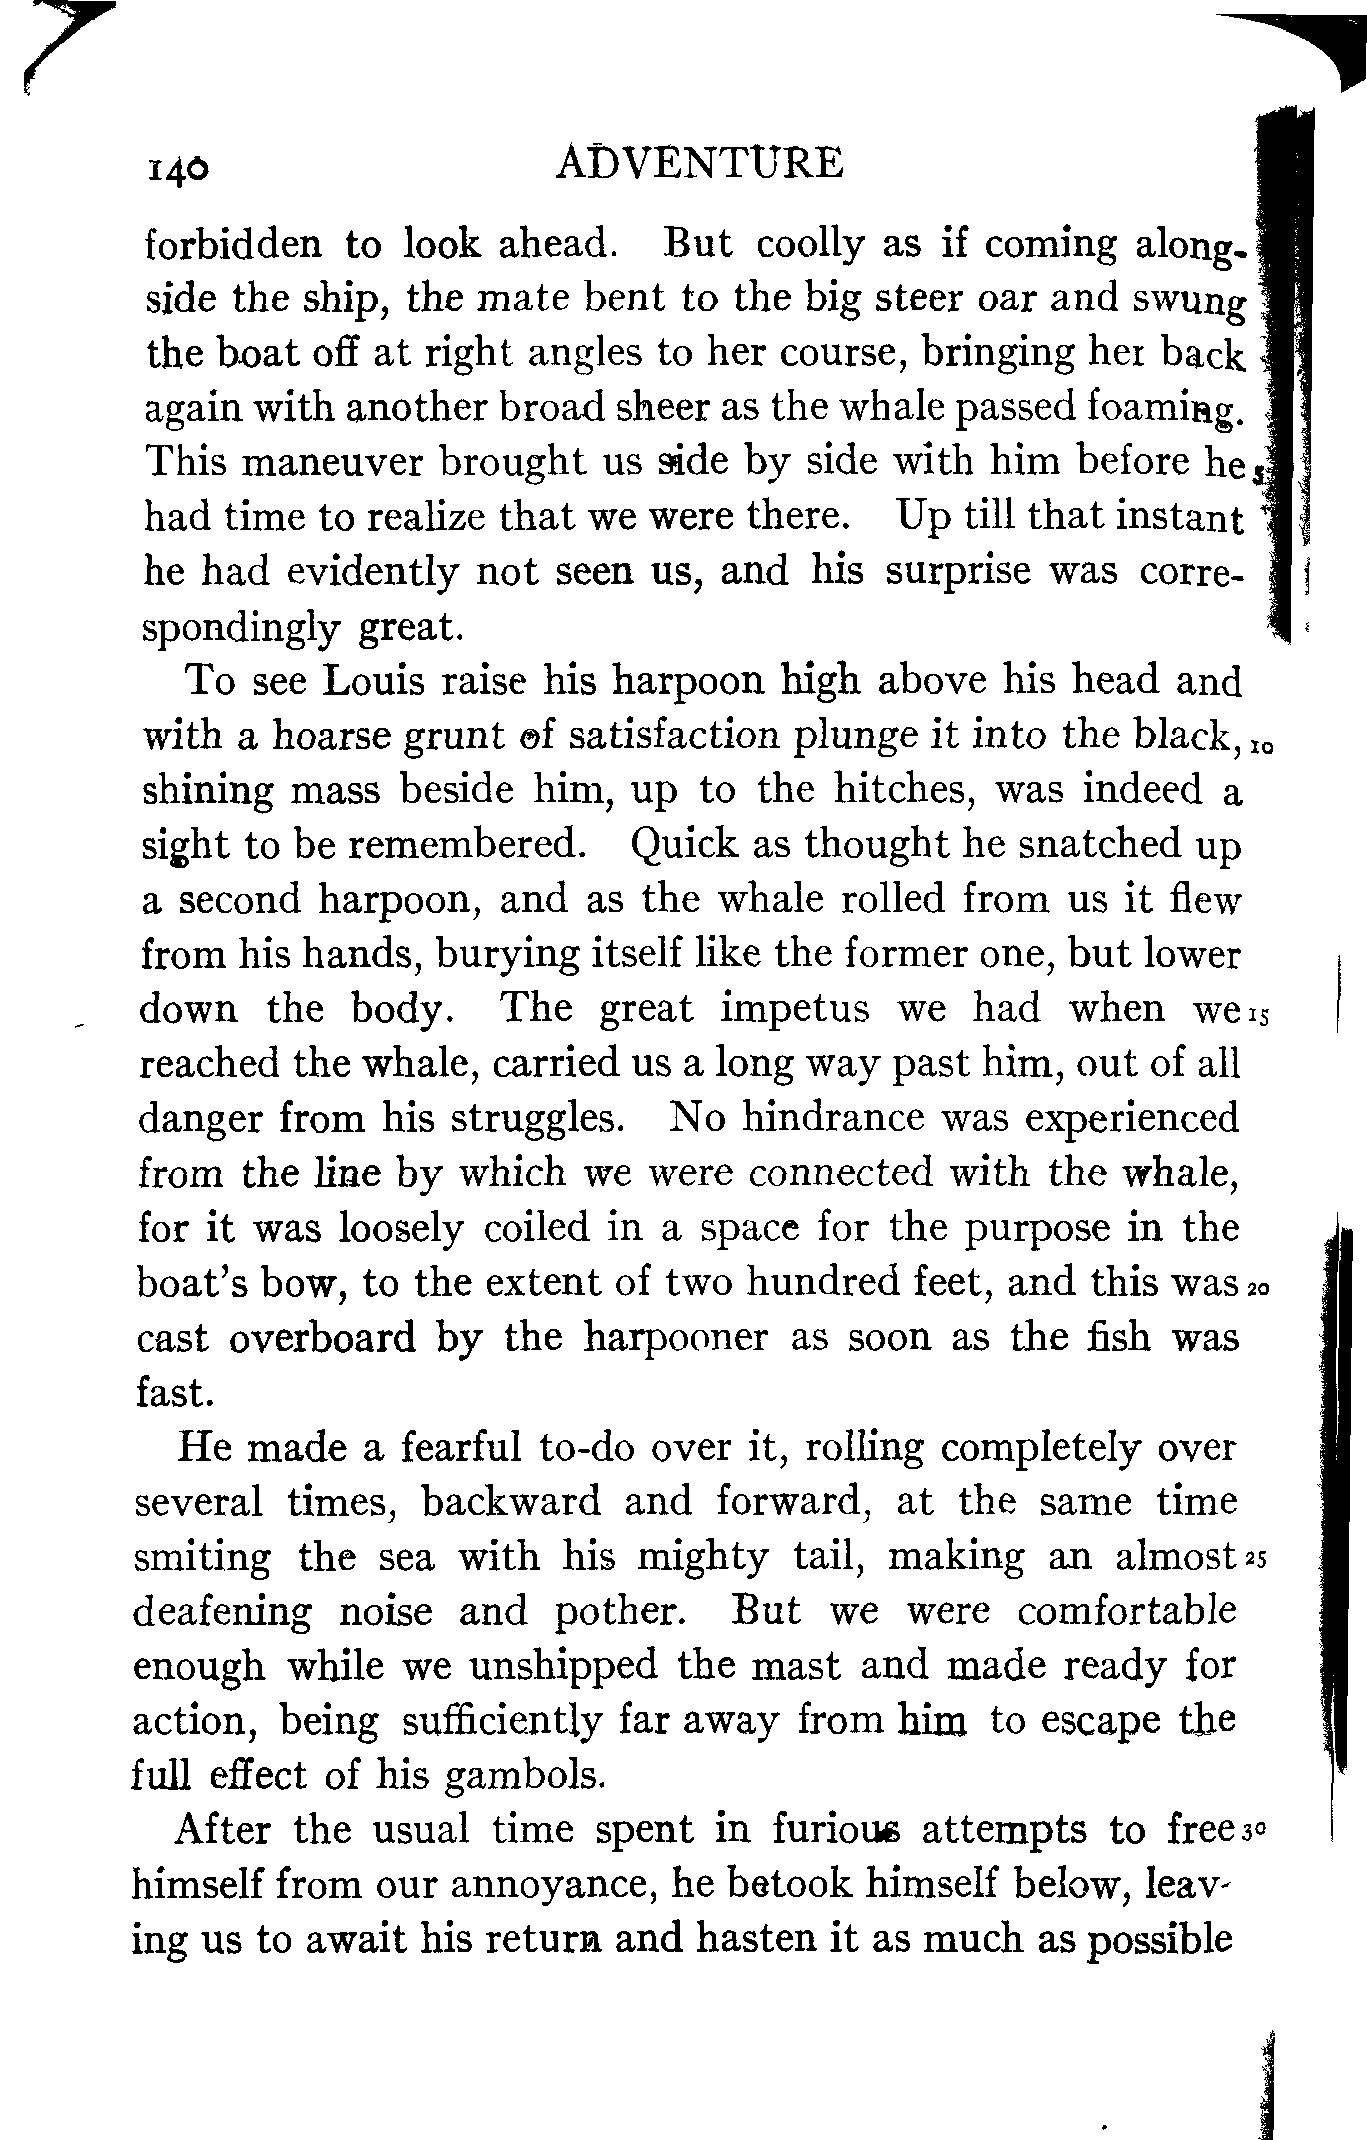 140 ADVENTURE
forbidden to look ahead. But coolly as if coming along-
side the ship, the mate bent to the big steer oar and swung
the boat off at right angles to her course, bringing her back
again with another broad sheer as the whale passed foaming.
This maneuver brought us side by side with him before he 5
had time to realize that we were there. Up till that instant
he had evidently not seen us, and his surprise was corre-
spondingly great.
To see Louis raise his harpoon high above his head and
with a hoarse grunt of satisfaction plunge it into the black, 10
shining mass beside him, up to the hitches, was indeed a
sight to be remembered. Quick as thought he snatched up
a second harpoon, and as the whale rolled from us it flew
from his hands, burying itself like the former one, but lower
down the body. The great impetus we had when we 15
reached the whale, carried us a long way past him, out of all
danger from his struggles. No hindrance was experienced
from the line by which we were connected with the whale,
for it was loosely coiled in a space for the purpose in the
boat's bow, to the extent of two hundred feet, and this was 20
cast overboard by the harpooner as soon as the fish was
fast.
He made a fearful to-do over it, rolling completely over
several times, backward and forward, at the same time
smiting the sea with his mighty tail, making an almost 25
deafening noise and pother. But we were comfortable
enough while we unshipped the mast and made ready for
action, being sufficiently far away from him to escape the
full effect of his gambols.
After the usual time spent in furious attempts to free 30
himself from our annoyance, he betook himself below, leav-
ing us to await his return and hasten it as much as possible